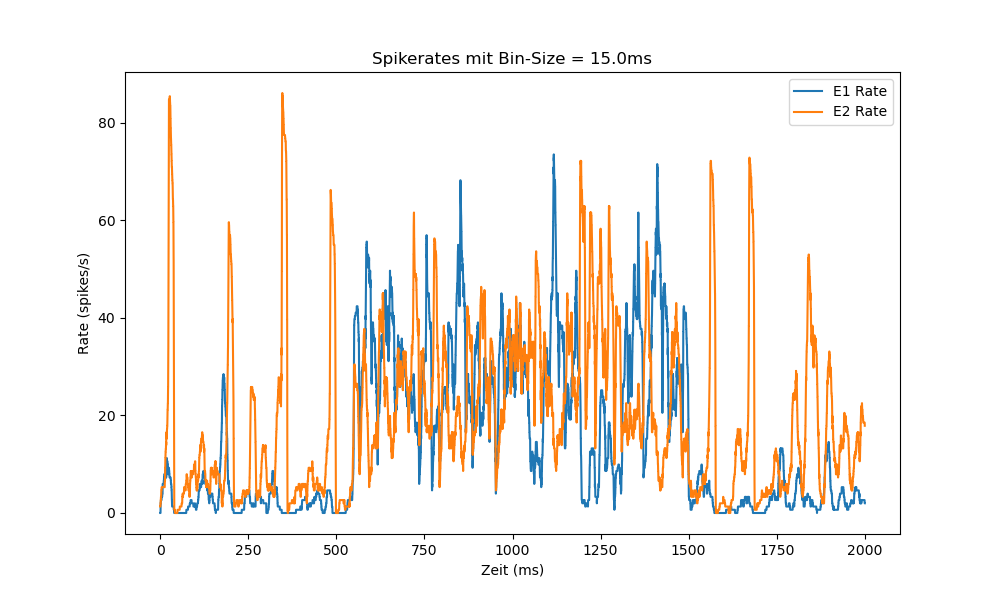 Spikerates mit Bin-Size = 15.0ms
E1 Rate
E2 Rate
Rate (spikes/s)
80
60
40
20
0
0 250 500 750 1000 1250 1500 1750 2000
Zeit (ms)